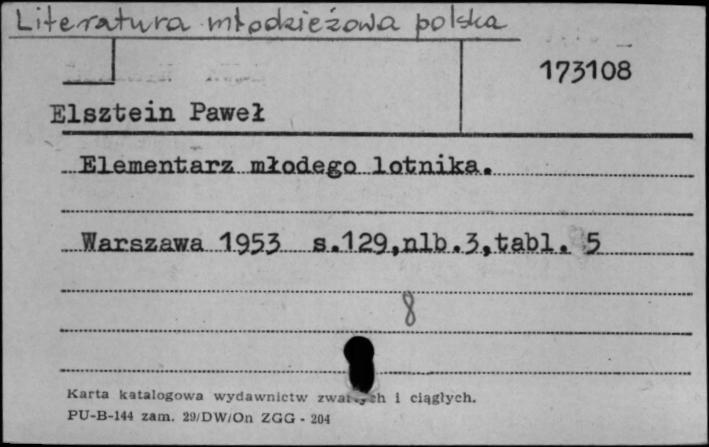 Literatura młodzieżowa polska
173108
Elsztein Paweł
Elementarz młodego lotnika.
Warszawa 1953 s.129,nlb.3,tabl. 5
8
Karta katalogowa wydawnictw zwartych i ciągłych.
PU-B-144 zam. 29/DW/On ZGG - 204